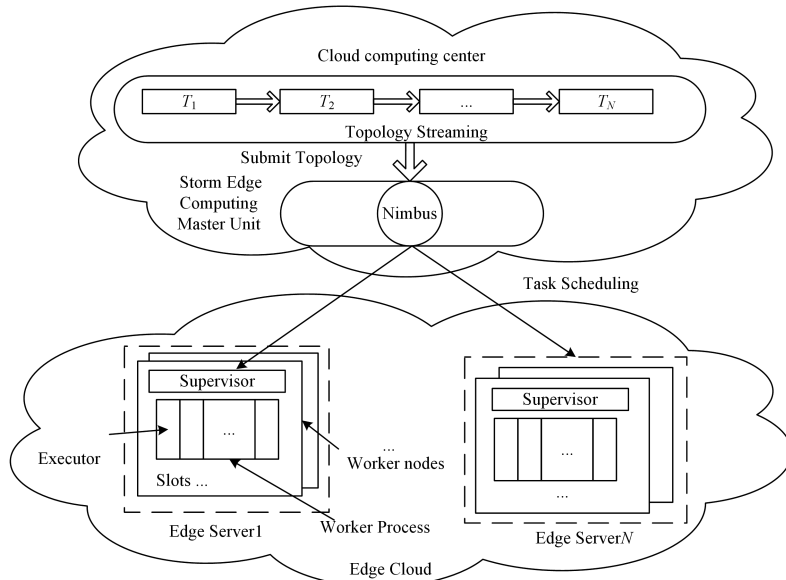 Cloud computing center
T1
T2
...
TN
Topology Streaming
Submit Topology
Storm Edge
Computing
Master Unit
Nimbus
Task Scheduling
Supervisor
...
Executor
Slots ...
...
Worker nodes
Worker Process
Edge Server1
Supervisor
...
...
Edge ServerN
Edge Cloud